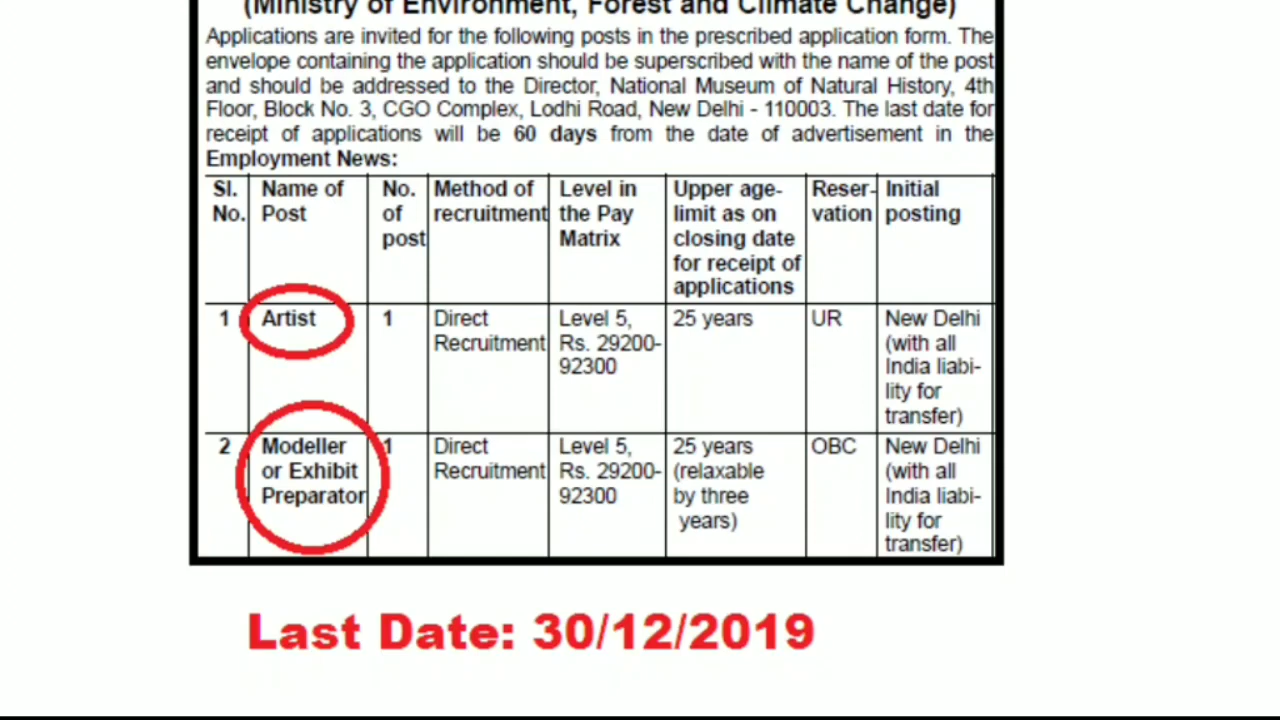 (Ministry of Environment, Forest and Climate Change)
Applications are invited for the following posts in the prescribed application form. The
envelope containing the application should be superscribed with the name of the post
and should be addressed to the Director, National Museum of Natural History, 4th
Floor, Block No. 3, CGO Complex, Lodhi Road, New Delhi - 110003. The last date for
receipt of applications will be 60 days from the date of advertisement in the
Employment News:
Sl. No.
Name of Post
No. of post
Method of recruitment
Level in the Pay Matrix
Upper age-limit as on closing date for receipt of applications
Reser-vation
Initial posting
1
Artist
1
Direct
Recruitment
Level 5,
Rs. 29200-
92300
25 years
UR
New Delhi
(with all
India liabi-
lity for
transfer)
2
Modeller
or Exhibit
Preparator
1
Direct
Recruitment
Level 5,
Rs. 29200-
92300
25 years
(relaxable
by three
years)
OBC
New Delhi
(with all
India liabi-
lity for
transfer)
Last Date: 30/12/2019